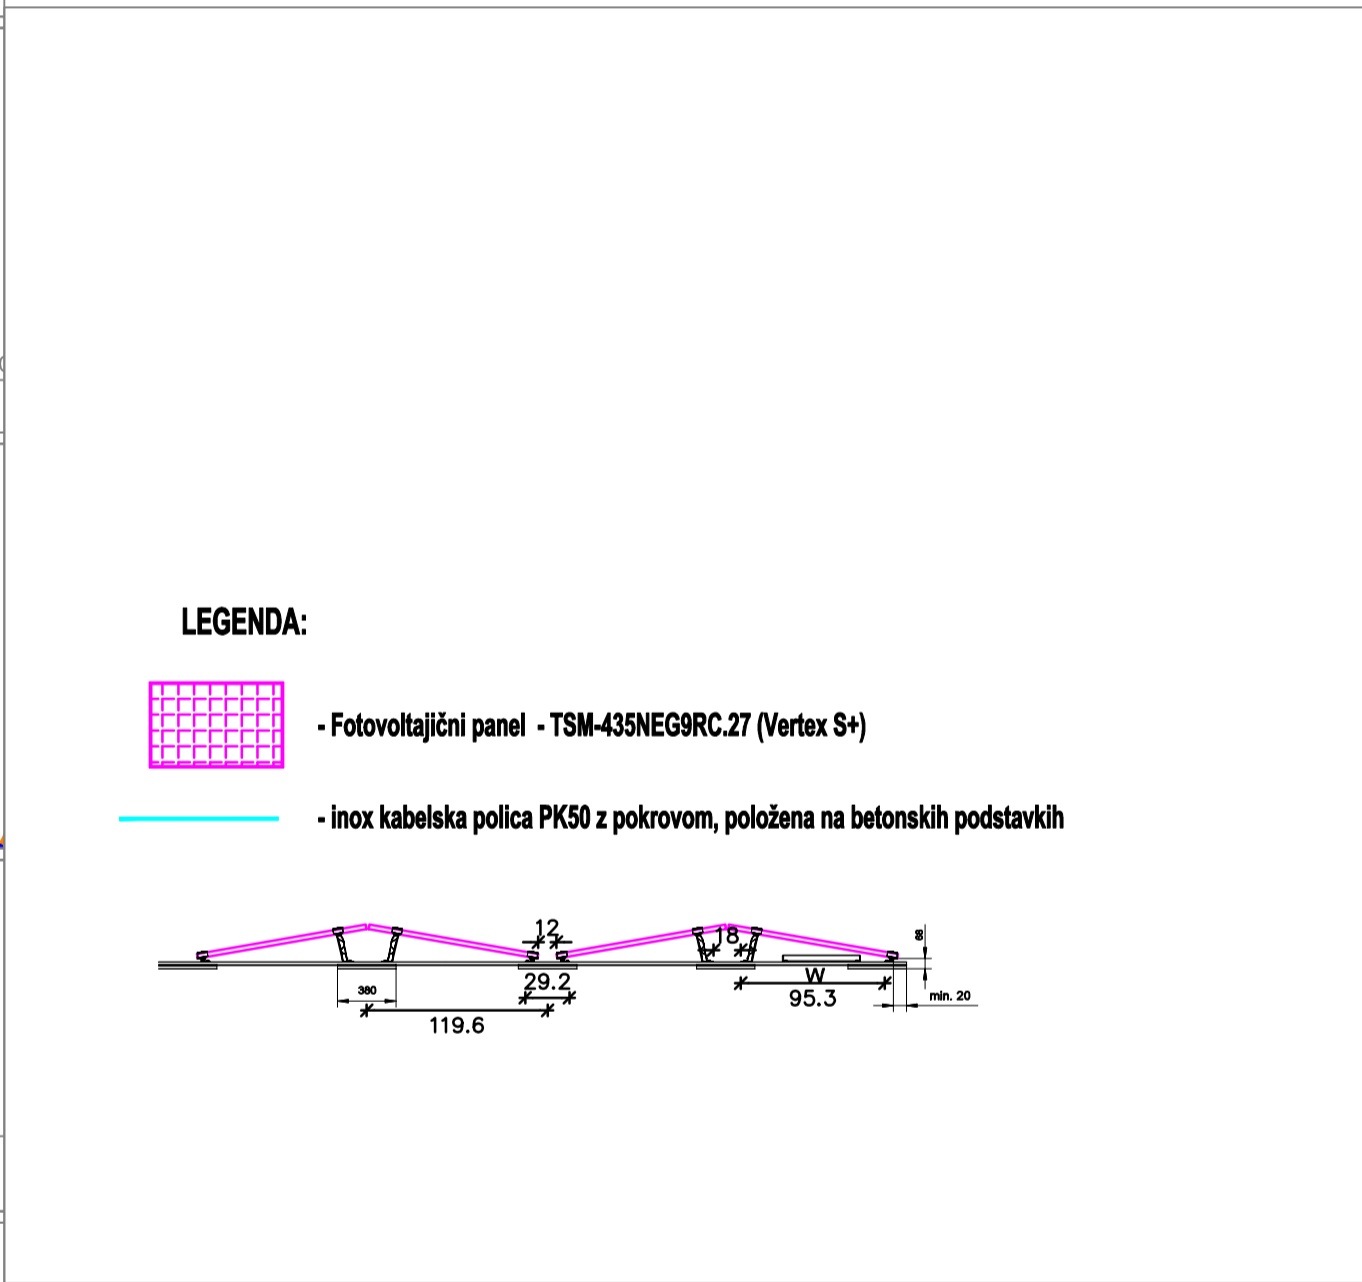 LEGENDA:
- Fotovoltajični panel - TSM-435NEG9RC.27 (Vertex S+)
- inox kabelska polica PK50 z pokrovom, položena na betonskih podstavkih
12
18
68
29.2
W
380
95.3
min. 20
119.6